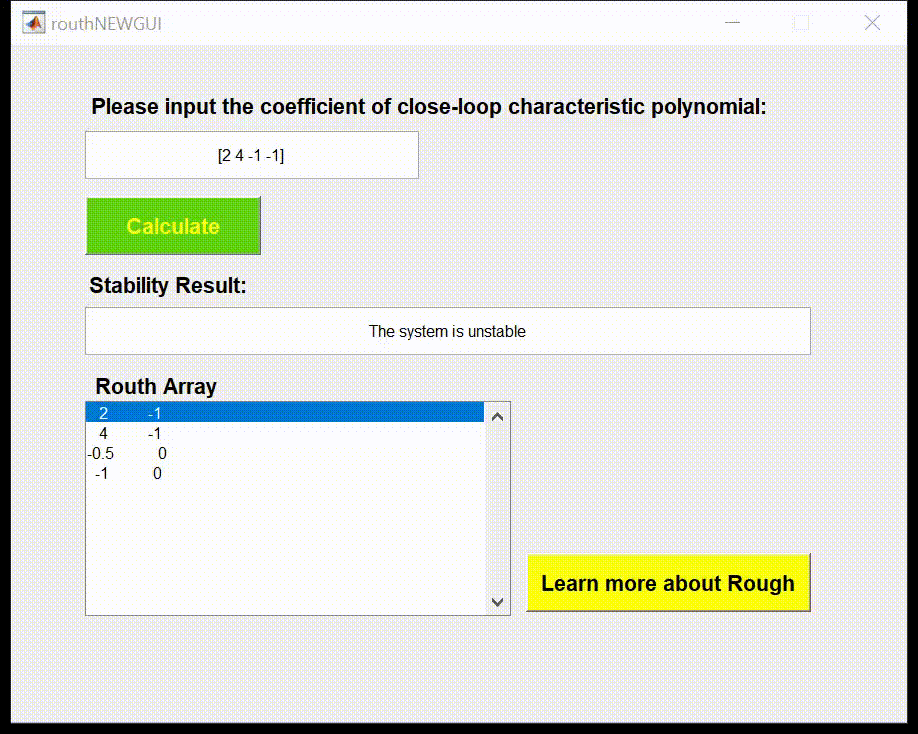 routhNEWGUI
Please input the coefficient of close-loop characteristic polynomial:
[2 4 -1 -1]
Calculate
Stability Result:
The system is unstable
Routh Array
2 -1
4 -1
-0.5 0
-1 0
Learn more about Rough